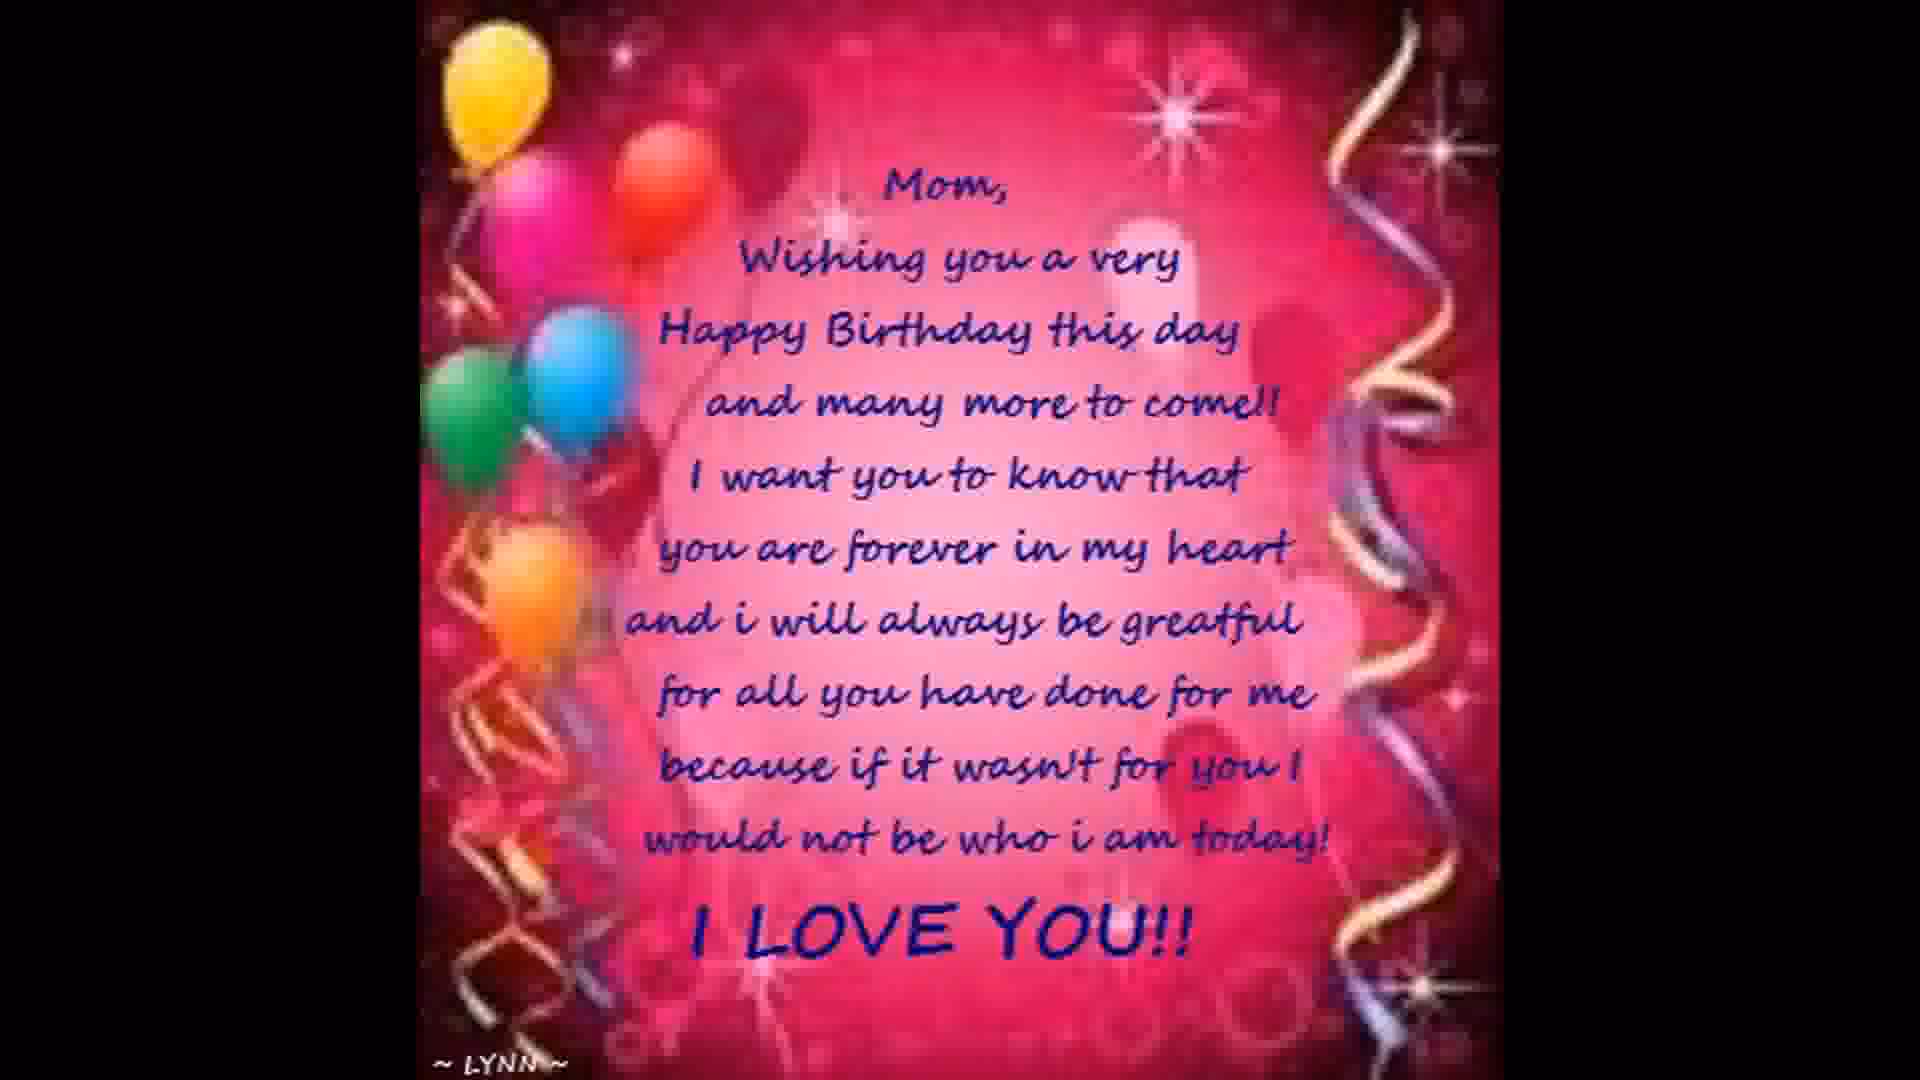 Mom,
Wishing you a very
Happy Birthday this day
and many more to come!!
I want you to know that
you are forever in my heart
and i will always be greatful
for all you have done for me
because if it wasn't for you I
would not be who i am today!
I LOVE YOU!!
~ LYNN ~